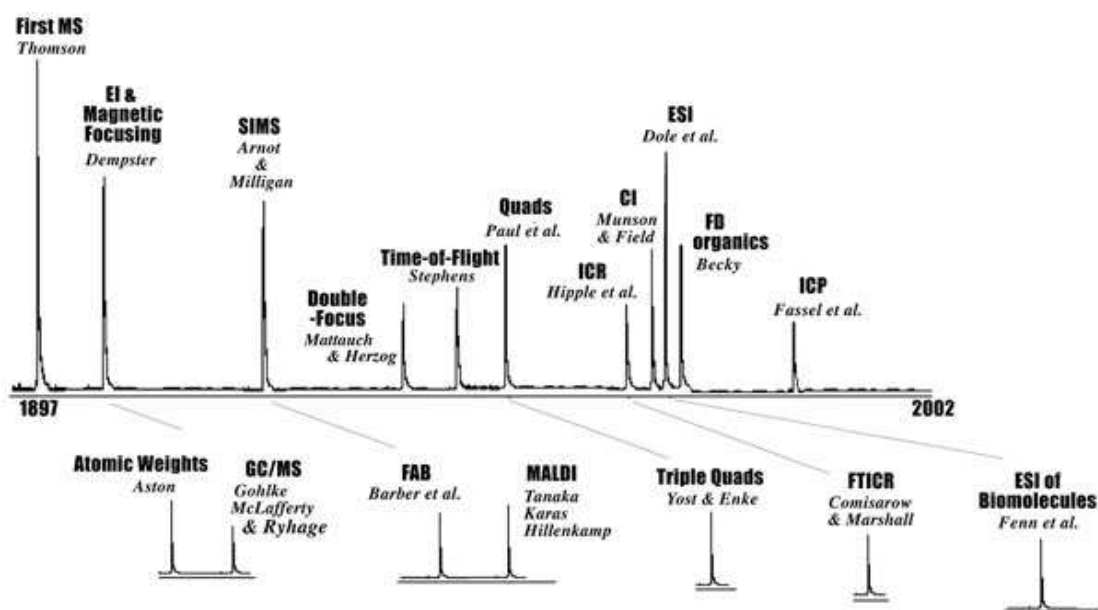 First MS
Thomson
EI &
Magnetic
Focusing
Dempster
SIMS
Arnot
&
Milligan
Double
-Focus
Mattauch
& Herzog
Time-of-Flight
Stephens
Quads
Paul et al.
ICR
Hipple et al.
CI
Munson
& Field
ESI
Dole et al.
FD
organics
Becky
ICP
Fassel et al.
1897
2002
Atomic Weights
Aston
GC/MS
Gohlke
McLafferty
& Ryhage
FAB
Barber et al.
MALDI
Tanaka
Karas
Hillenkamp
Triple Quads
Yost & Enke
FTICR
Comisarow
& Marshall
ESI of
Biomolecules
Fenn et al.